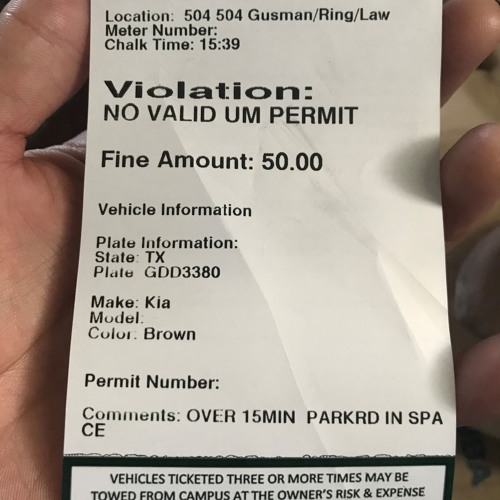 Location: 504 504 Gusman/Ring/Law
Meter Number:
Chalk Time: 15:39
Violation:
NO VALID UM PERMIT
Fine Amount: 50.00
Vehicle Information
Plate Information:
State: TX
Plate GDD3380
Make: Kia
Model:
Color: Brown
Permit Number:
Comments: OVER 15MIN PARKRD IN SPA
CE
VEHICLES TICKETED THREE OR MORE TIMES MAY BE
TOWED FROM CAMPUS AT THE OWNER'S RISK & EXPENSE